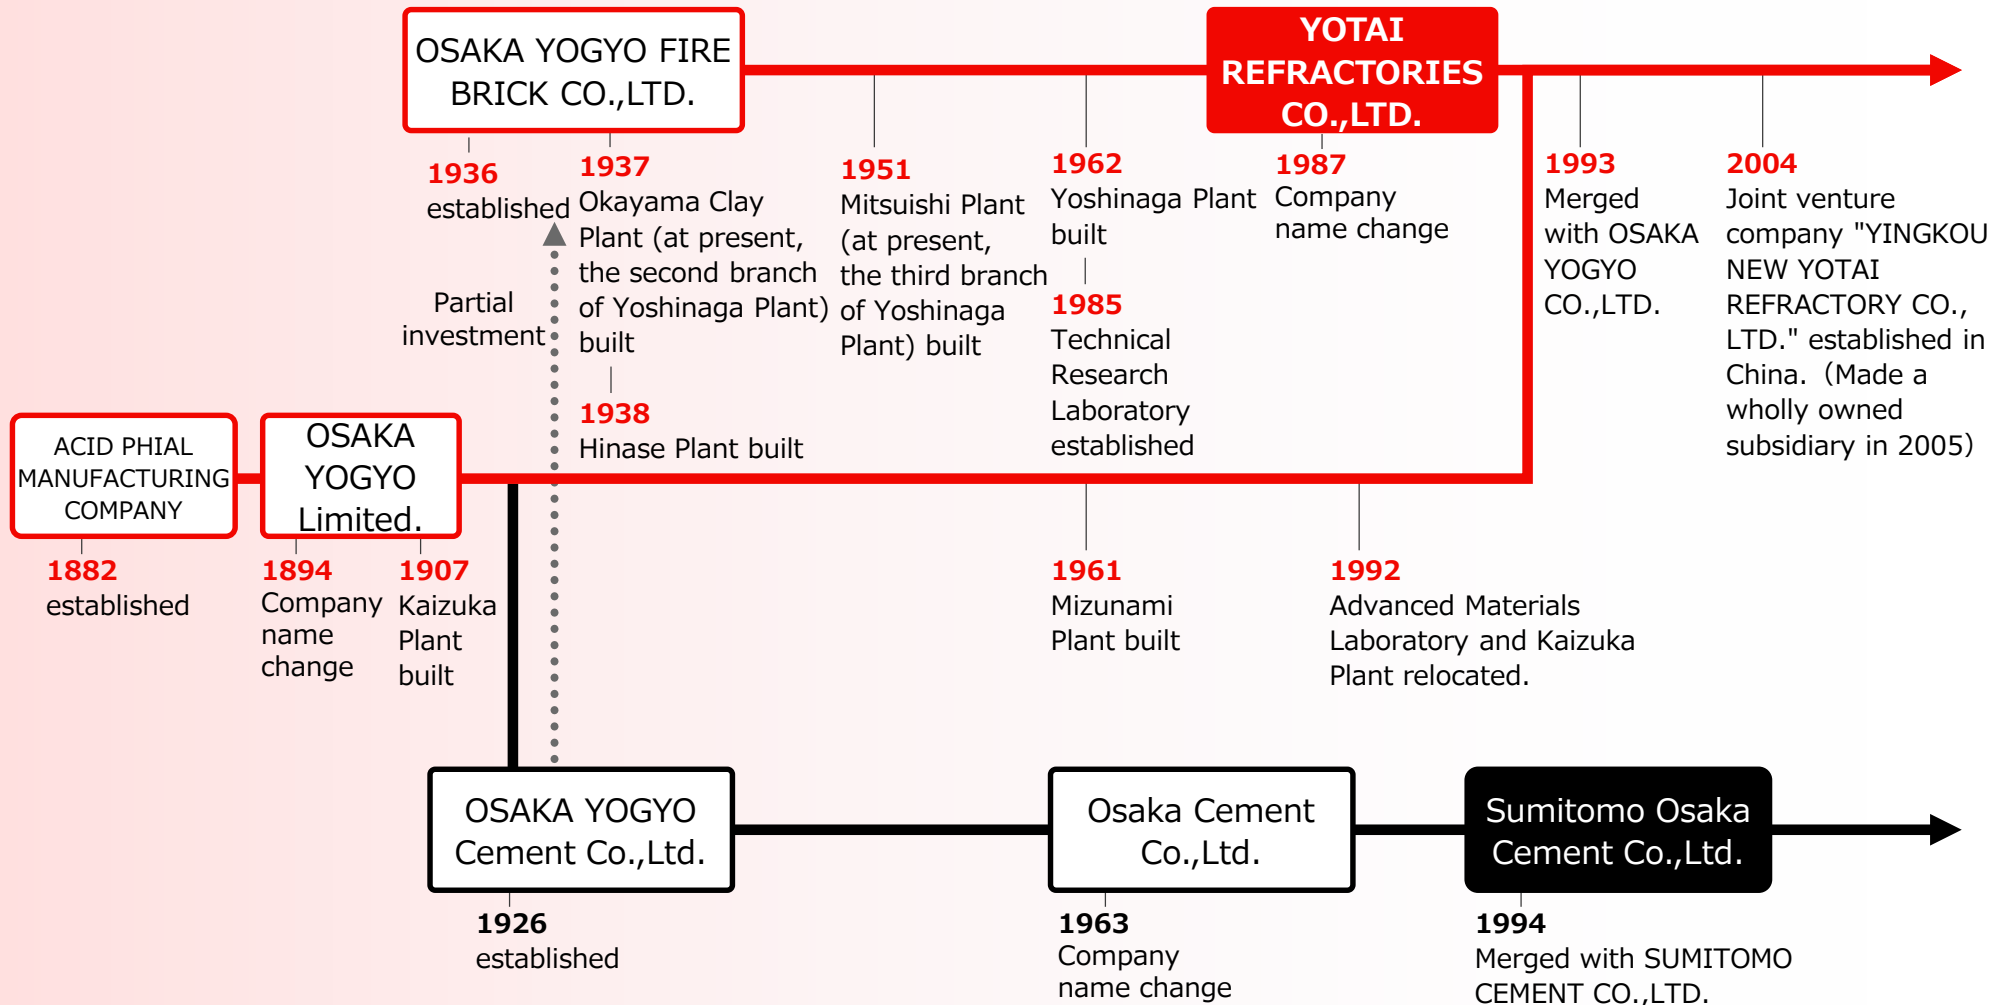 OSAKA YOGYO FIRE
BRICK CO.,LTD.
YOTAI
REFRACTORIES
CO.,LTD.
1936
established
1937
Okayama Clay
Plant (at present,
the second branch
of Yoshinaga Plant)
built
1938
Hinase Plant built
1951
Mitsuishi Plant
(at present,
the third branch
of Yoshinaga
Plant) built
1962
Yoshinaga Plant
built
1985
Technical
Research
Laboratory
established
1987
Company
name change
1993
Merged
with OSAKA
YOGYO
CO.,LTD.
2004
Joint venture
company "YINGKOU
NEW YOTAI
REFRACTORY CO.,
LTD." established in
China.（Made a
wholly owned
subsidiary in 2005）
Partial
investment
ACID PHIAL
MANUFACTURING
COMPANY
OSAKA
YOGYO
Limited.
1882
established
1894
Company
name
change
1907
Kaizuka
Plant
built
1961
Mizunami
Plant built
1992
Advanced Materials
Laboratory and Kaizuka
Plant relocated.
OSAKA YOGYO
Cement Co.,Ltd.
Osaka Cement
Co.,Ltd.
Sumitomo Osaka
Cement Co.,Ltd.
1926
established
1963
Company
name change
1994
Merged with SUMITOMO
CEMENT CO.,LTD.